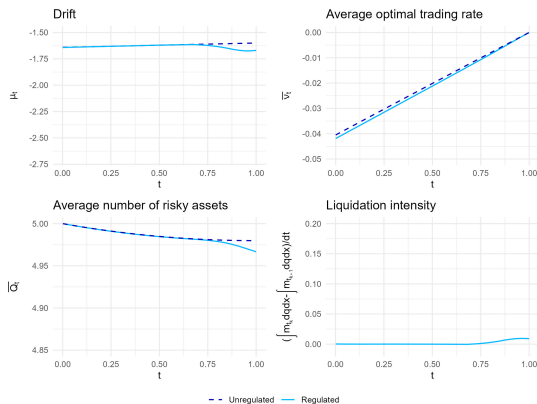 Drift
-1.50
-1.75
-2.00
-2.25
-2.50
-2.75
μt
0.00 0.25 0.50 0.75 1.00
t
Average optimal trading rate
0.00
-0.01
-0.02
-0.03
-0.04
-0.05
ν̅t
0.00 0.25 0.50 0.75 1.00
t
Average number of risky assets
5.00
4.95
4.90
4.85
Q̅t
0.00 0.25 0.50 0.75 1.00
t
Liquidation intensity
0.20
0.15
0.10
0.05
0.00
0.00 0.25 0.50 0.75 1.00
t
Unregulated Regulated